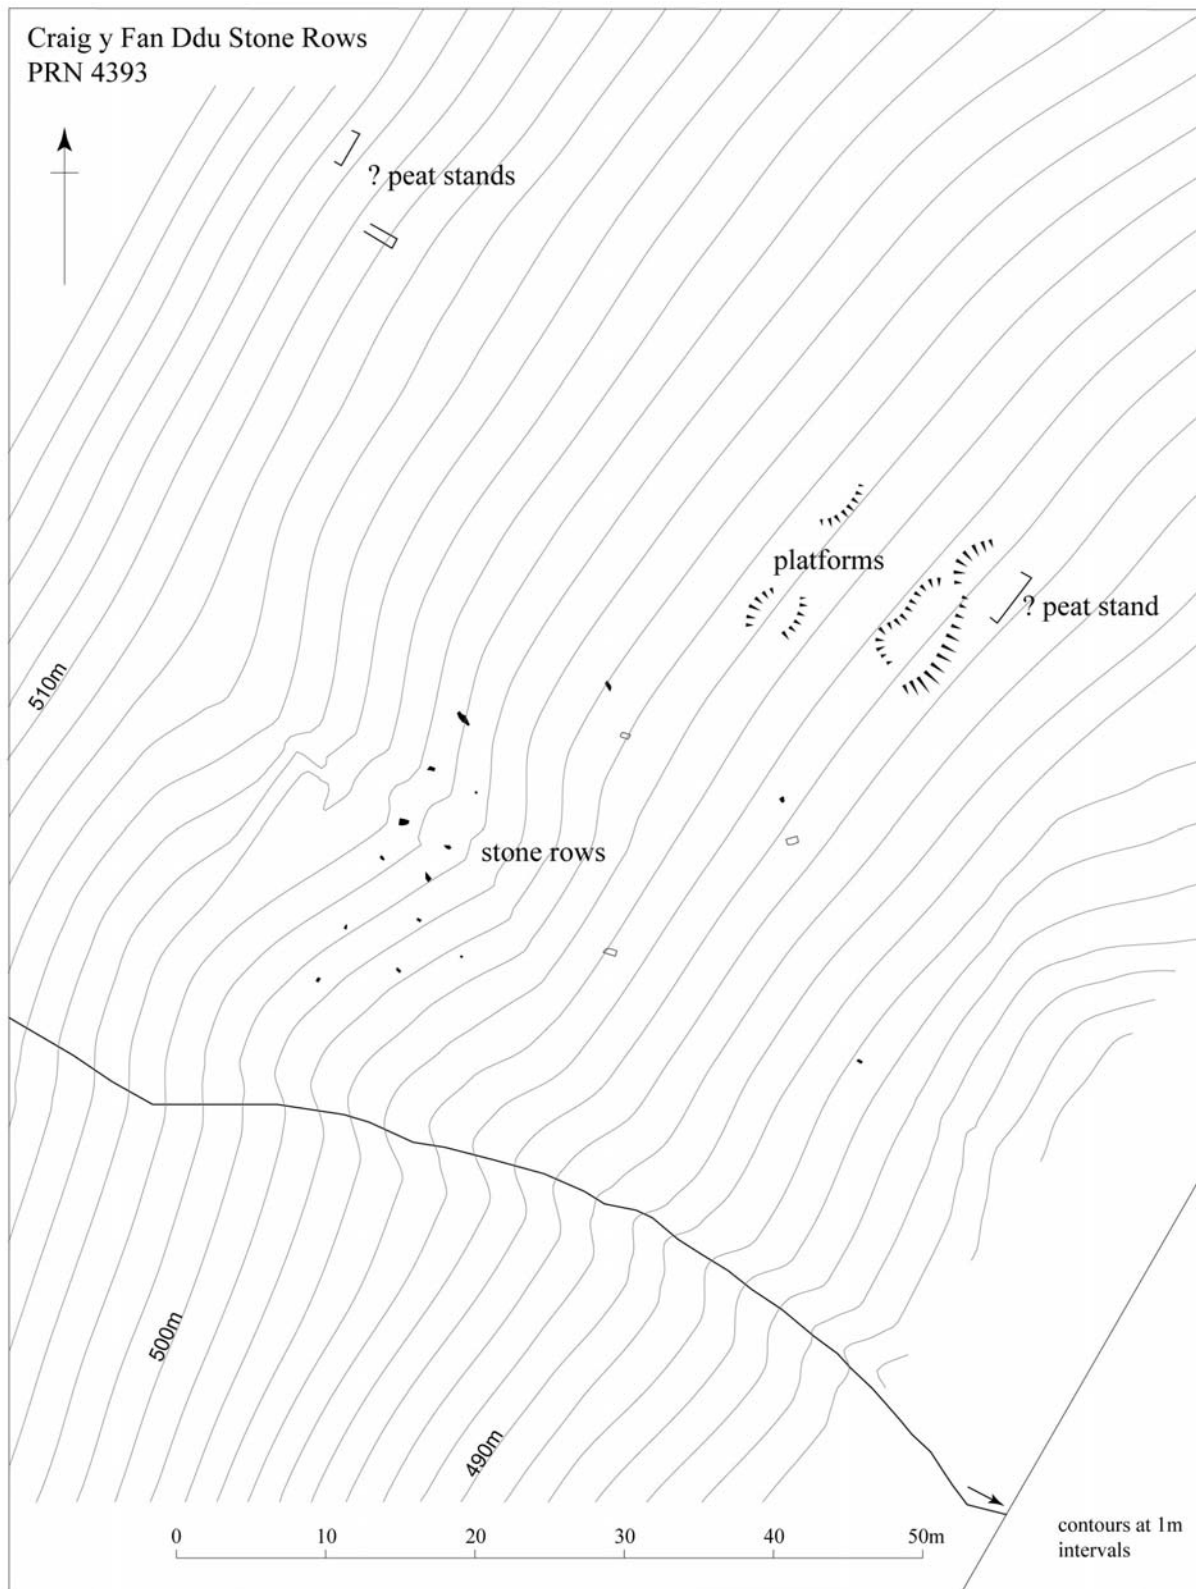 Craig y Fan Ddu Stone Rows
PRN 4393
? peat stands
platforms
? peat stand
510m
stone rows
500m
490m
0 10 20 30 40 50m
contours at 1m
intervals